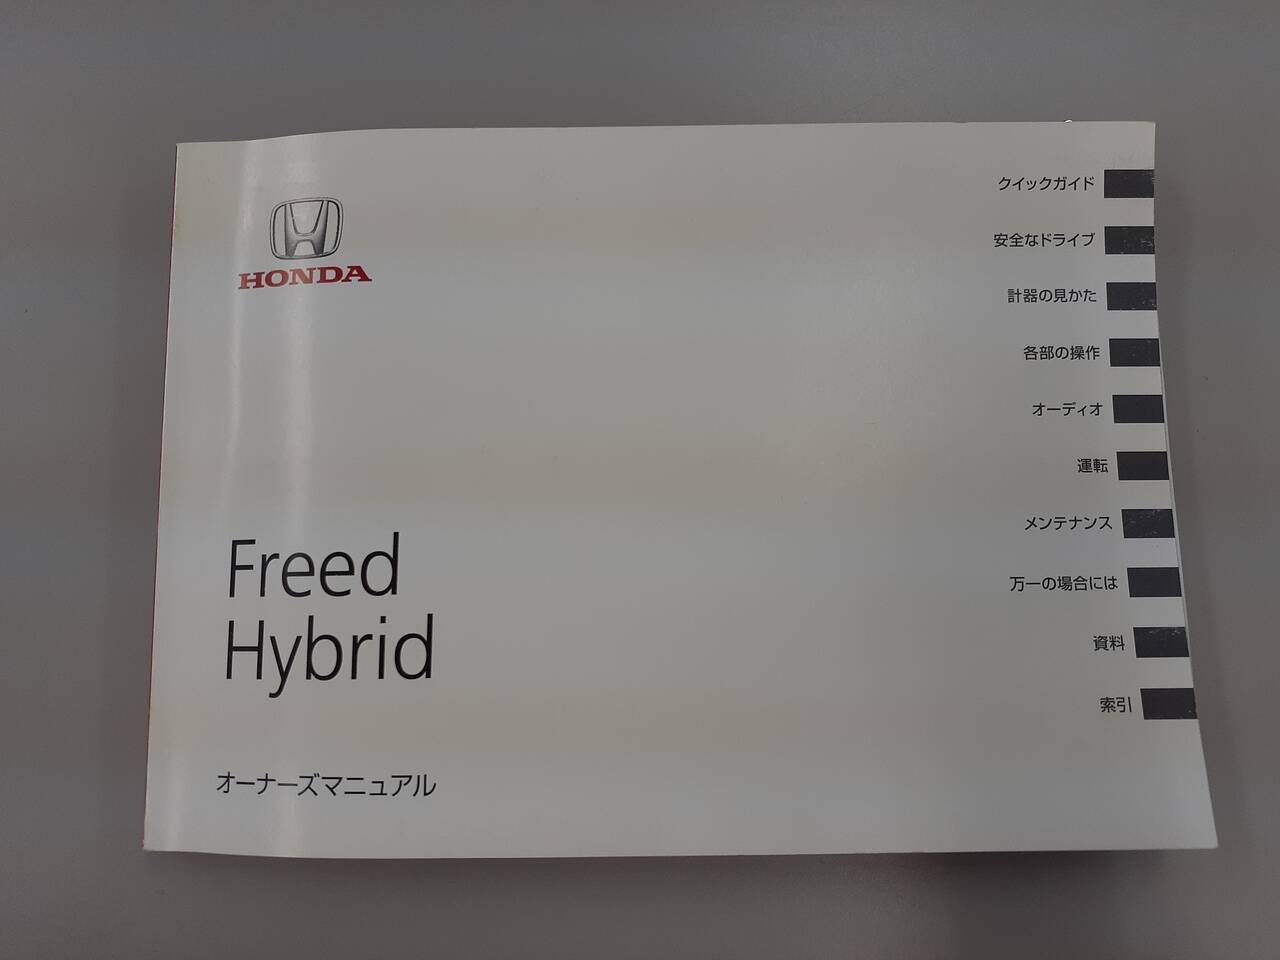 HONDA
Freed
Hybrid
オーナーズマニュアル
クイックガイド
安全なドライブ
計器の見かた
各部の操作
オーディオ
運転
メンテナンス
万一の場合には
資料
索引